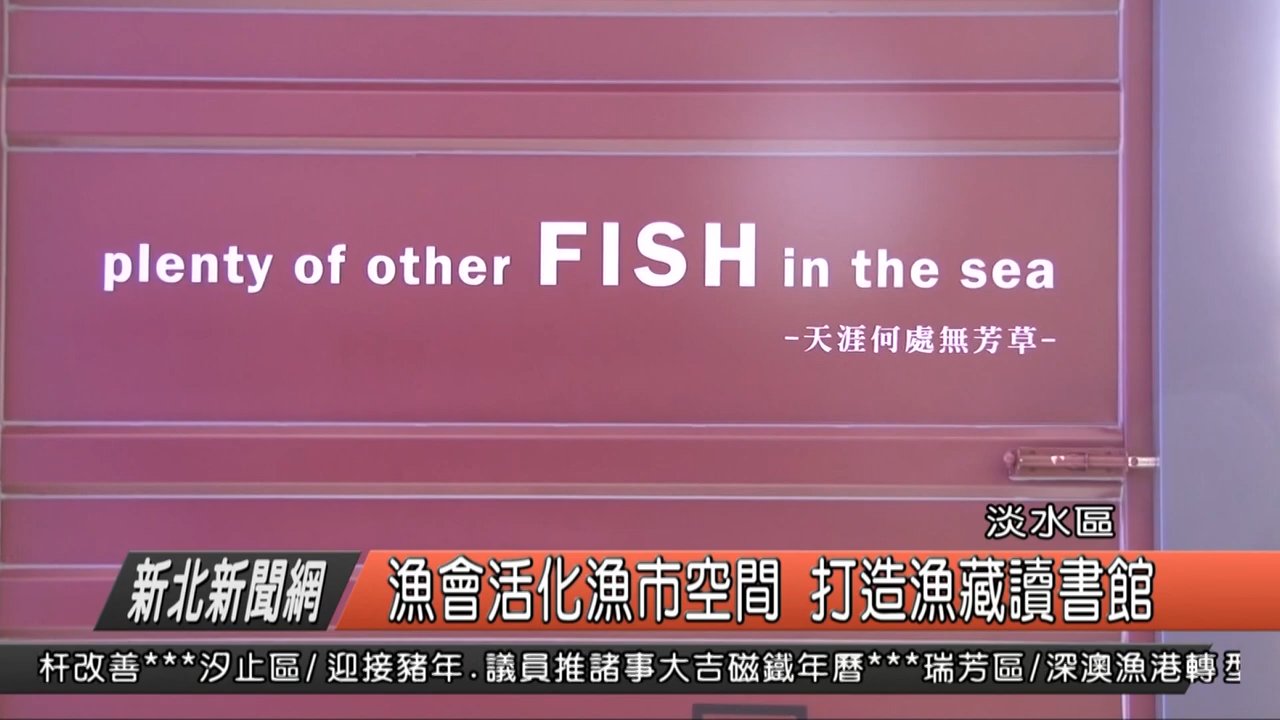 plenty of other FISH in the sea
-天涯何處無芳草-
淡水區
新北新聞網
漁會活化漁市空間 打造漁藏讀書館
杆改善***汐止區/迎接豬年.議員推諸事大吉磁鐵年曆***瑞芳區/深澳漁港轉